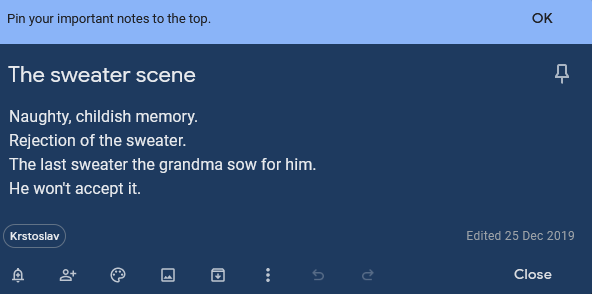 Pin your important notes to the top.
OK
The sweater scene
Naughty, childish memory.
Rejection of the sweater.
The last sweater the grandma sow for him.
He won't accept it.
Krstoslav
Edited 25 Dec 2019
Close